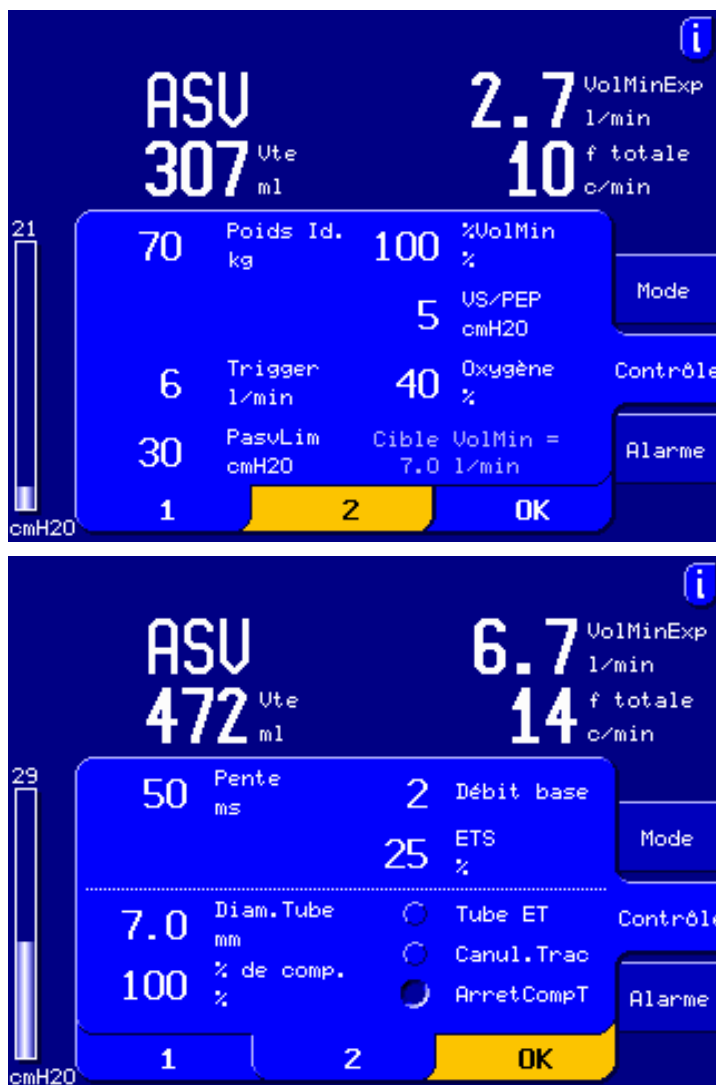 i
ASV
2.7 VolMinExp
l/min
307 Vte
ml
10 f totale
c/min
21
70 Poids Id.
kg
100 %VolMin
%
5 VS/PEP
cmH2O
Mode
6 Trigger
l/min
40 Oxygène
%
Contrôle
30 PasvLim
cmH2O
Cible VolMin =
7.0 l/min
Alarme
1
2
OK
cmH2O
i
ASV
6.7 VolMinExp
l/min
472 Vte
ml
14 f totale
c/min
29
50 Pente
ms
2 Débit base
25 ETS
%
Mode
7.0 Diam.Tube
mm
Tube ET
Contrôle
100 % de comp.
%
Canul.Trac
ArretCompT
Alarme
1
2
OK
cmH2O